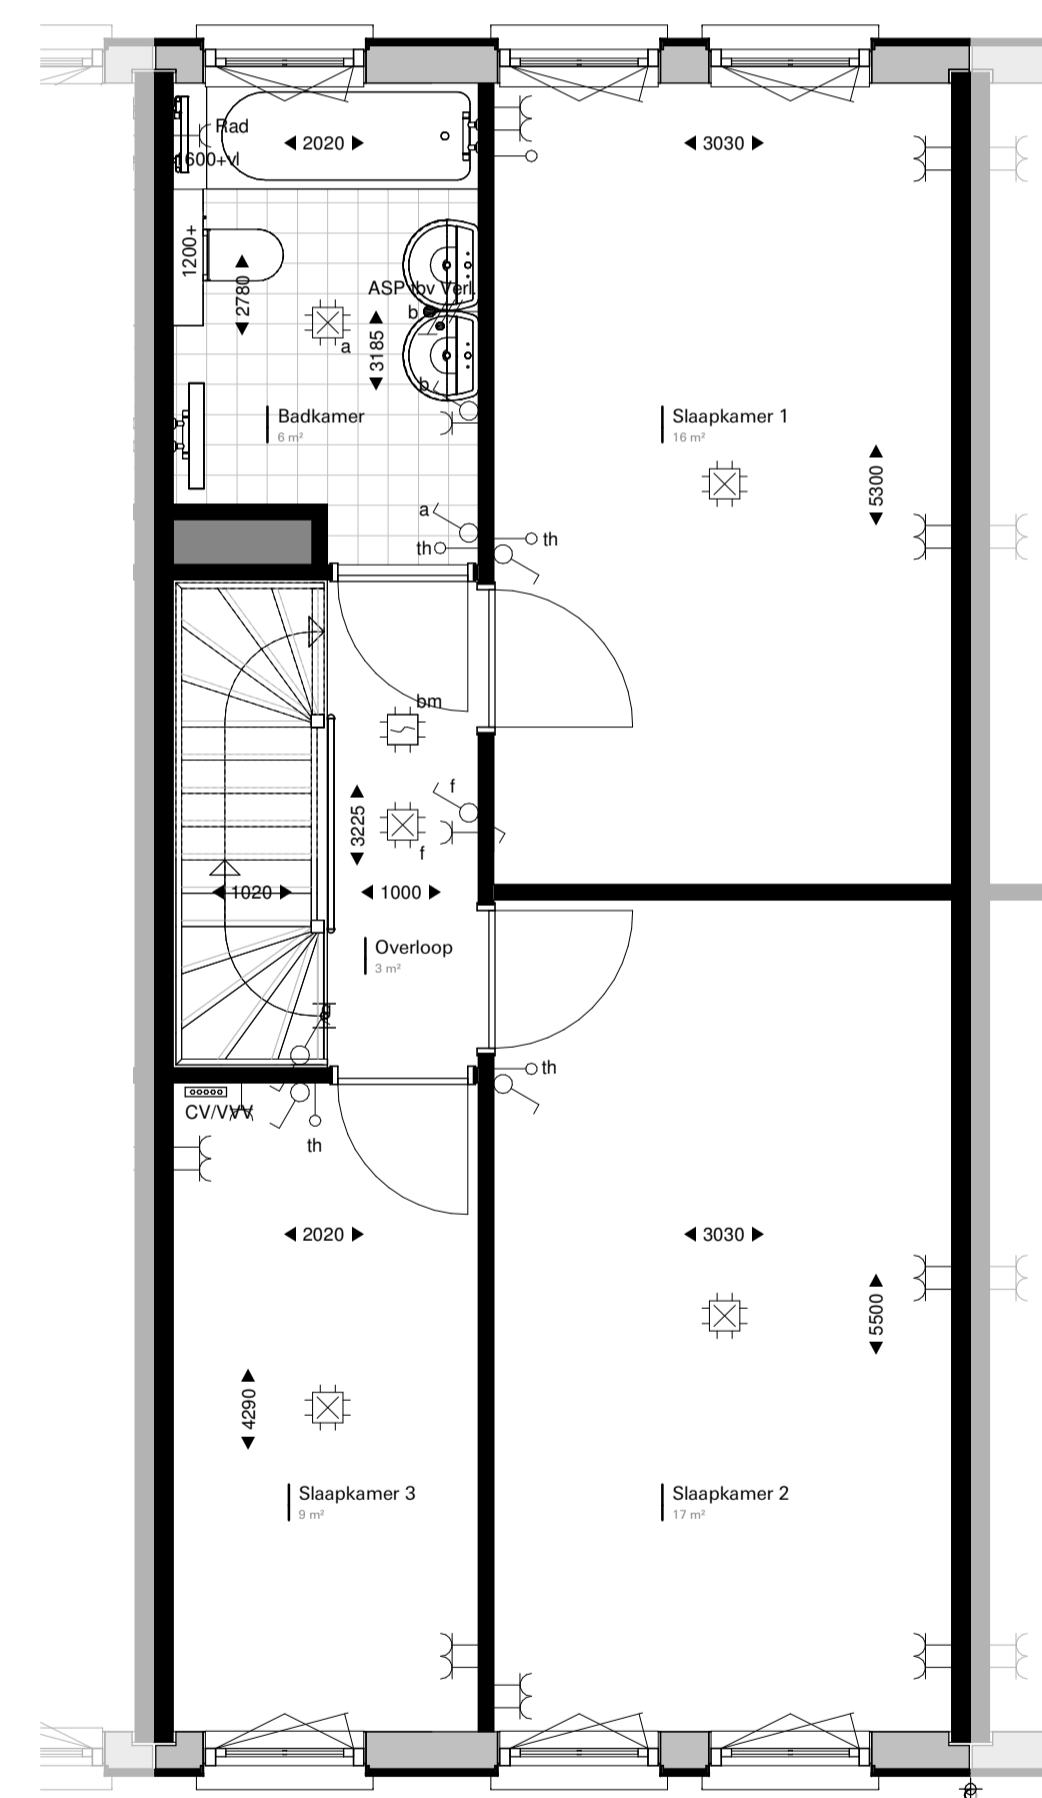 Rad
2020
3030
600+vl
1200+
2780
ASP tbv Verl.
b
a
3185
b
Badkamer
6 m²
Slaapkamer 1
16 m²
5300
a
th
th
bm
f
3225
f
1020
1000
Overloop
3 m²
th
CV/VVV
th
2020
3030
5500
4290
Slaapkamer 3
9 m²
Slaapkamer 2
17 m²